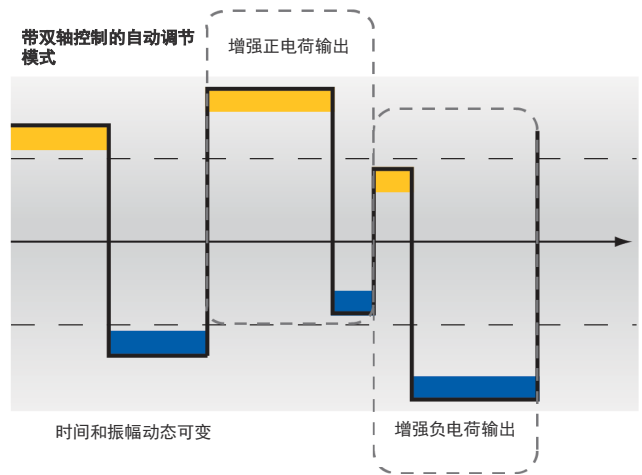 带双轴控制的自动调节
模式
增强正电荷输出
时间和振幅动态可变
增强负电荷输出